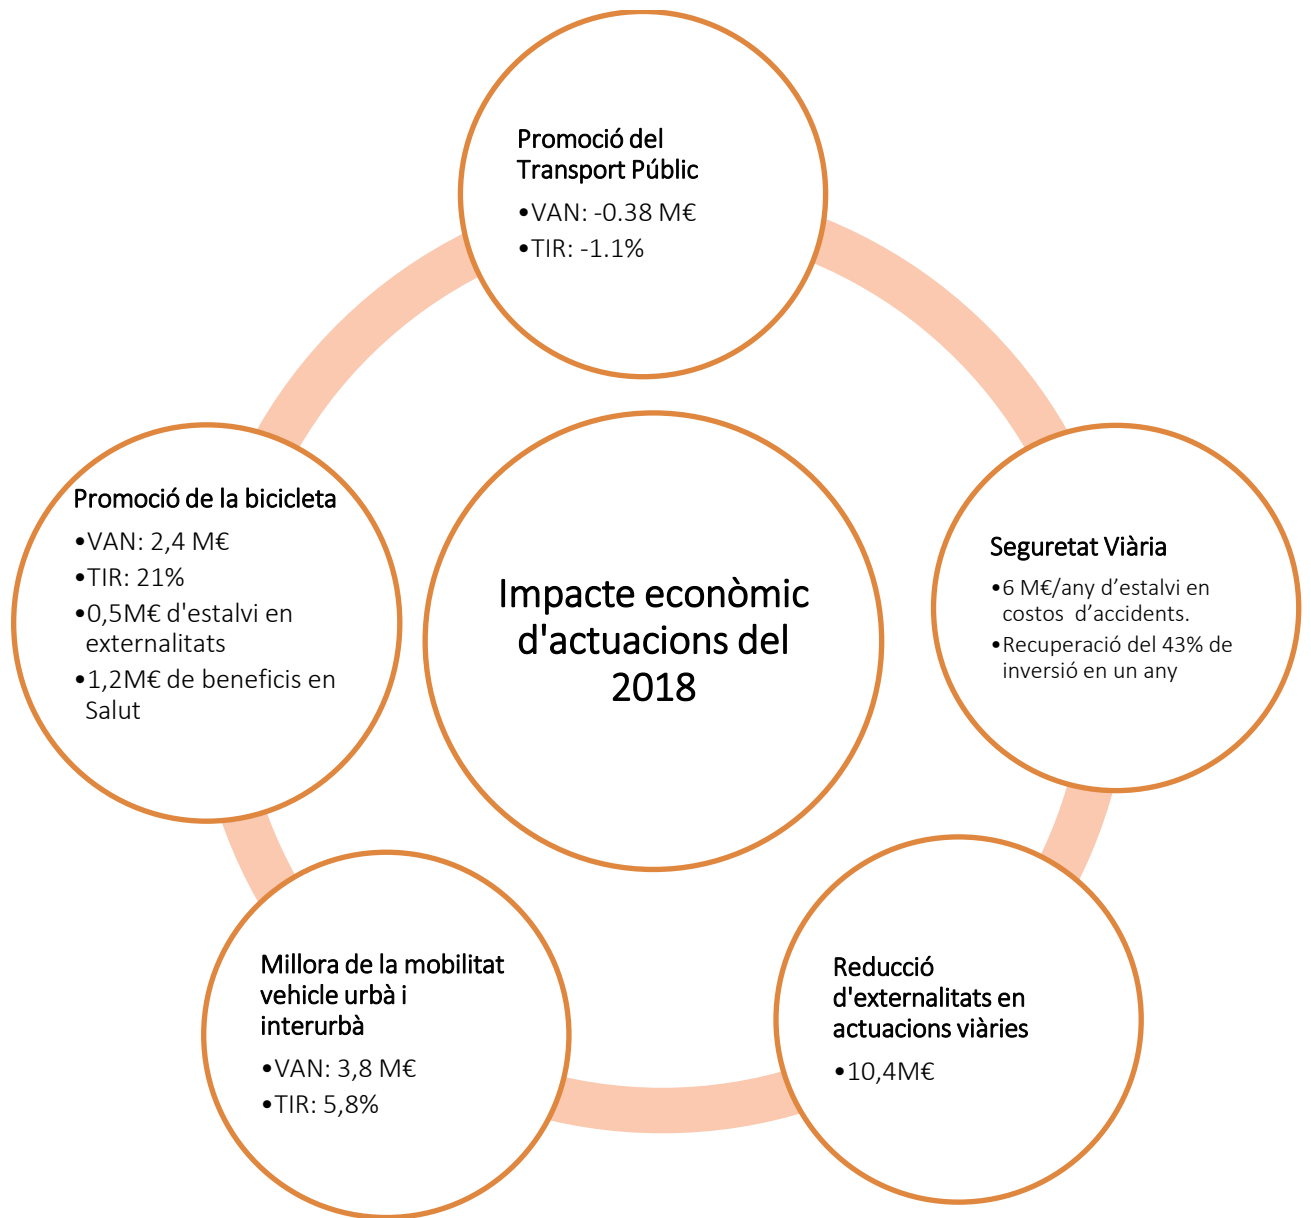 Promoció del
Transport Públic
•VAN: -0.38 M€
•TIR: -1.1%
Promoció de la bicicleta
•VAN: 2,4 M€
•TIR: 21%
•0,5M€ d'estalvi en
externalitats
•1,2M€ de beneficis en
Salut
Impacte econòmic
d'actuacions del
2018
Seguretat Viària
•6 M€/any d’estalvi en
costos d’accidents.
•Recuperació del 43% de
inversió en un any
Millora de la mobilitat
vehicle urbà i
interurbà
•VAN: 3,8 M€
•TIR: 5,8%
Reducció
d'externalitats en
actuacions viàries
•10,4M€